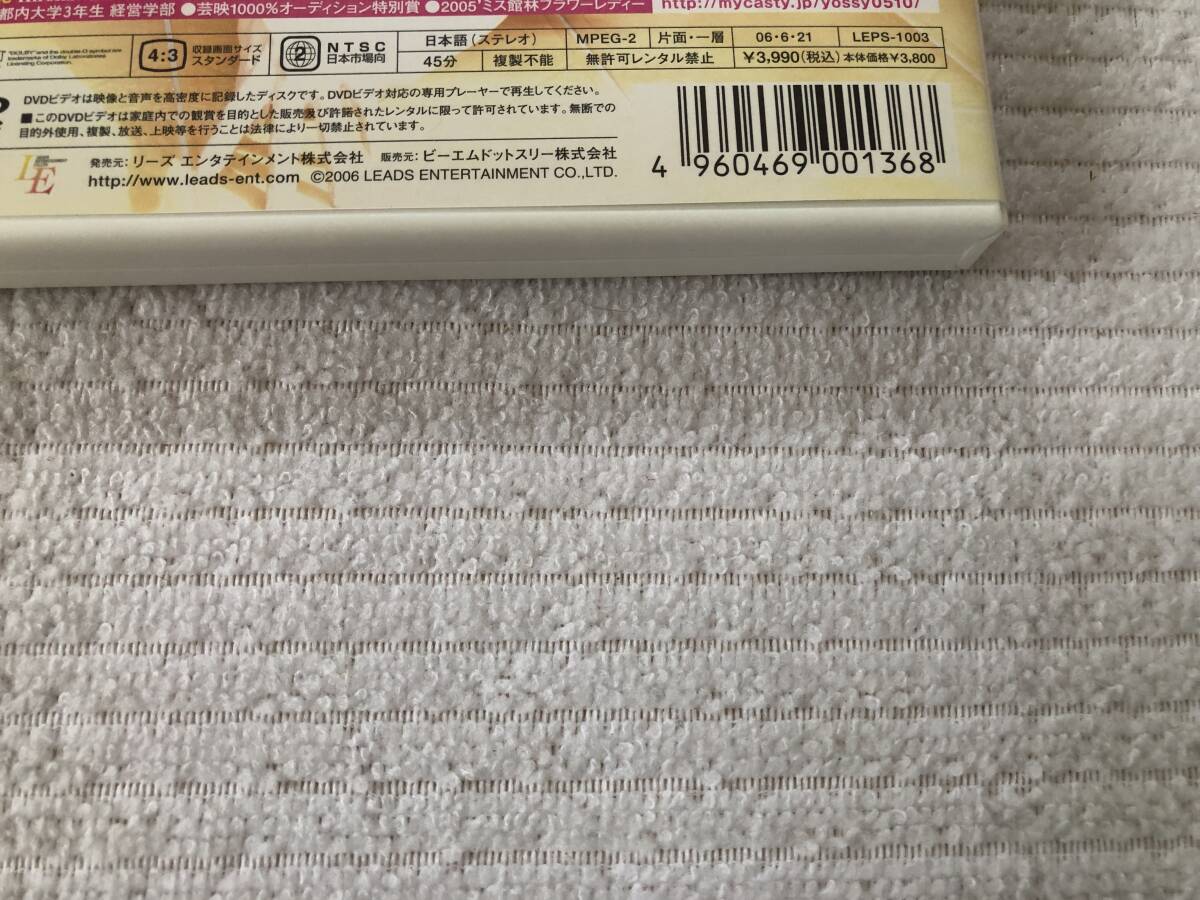 都内大学3年生 経営学部 ●芸映1000%オーディション特別賞 ●2005'ミス館林フラワーレディー
http://mycasty.jp/yossy0510/
"DOLBY" and the double-D symbol are
trademarks of Dolby Laboratories
Licensing Corporation.
4:3 収録画面サイズ
スタンダード
2 NTSC
日本市場向
日本語(ステレオ) MPEG-2 片面・一層 06・6・21 LEPS-1003
45分 複製不能 無許可レンタル禁止 ¥3,990(税込)本体価格¥3,800
DVDビデオは映像と音声を高密度に記録したディスクです。DVDビデオ対応の専用プレーヤーで再生してください。
■このDVDビデオは家庭内での観賞を目的とした販売及び許諾されたレンタルに限って許可されています。無断での
目的外使用、複製、放送、上映等を行うことは法律により一切禁止されています。
LE
発売元:リーズ エンタテインメント株式会社 販売元:ビーエムドットスリー株式会社
http://www.leads-ent.com ©2006 LEADS ENTERTAINMENT CO.,LTD.
4 960469 001368